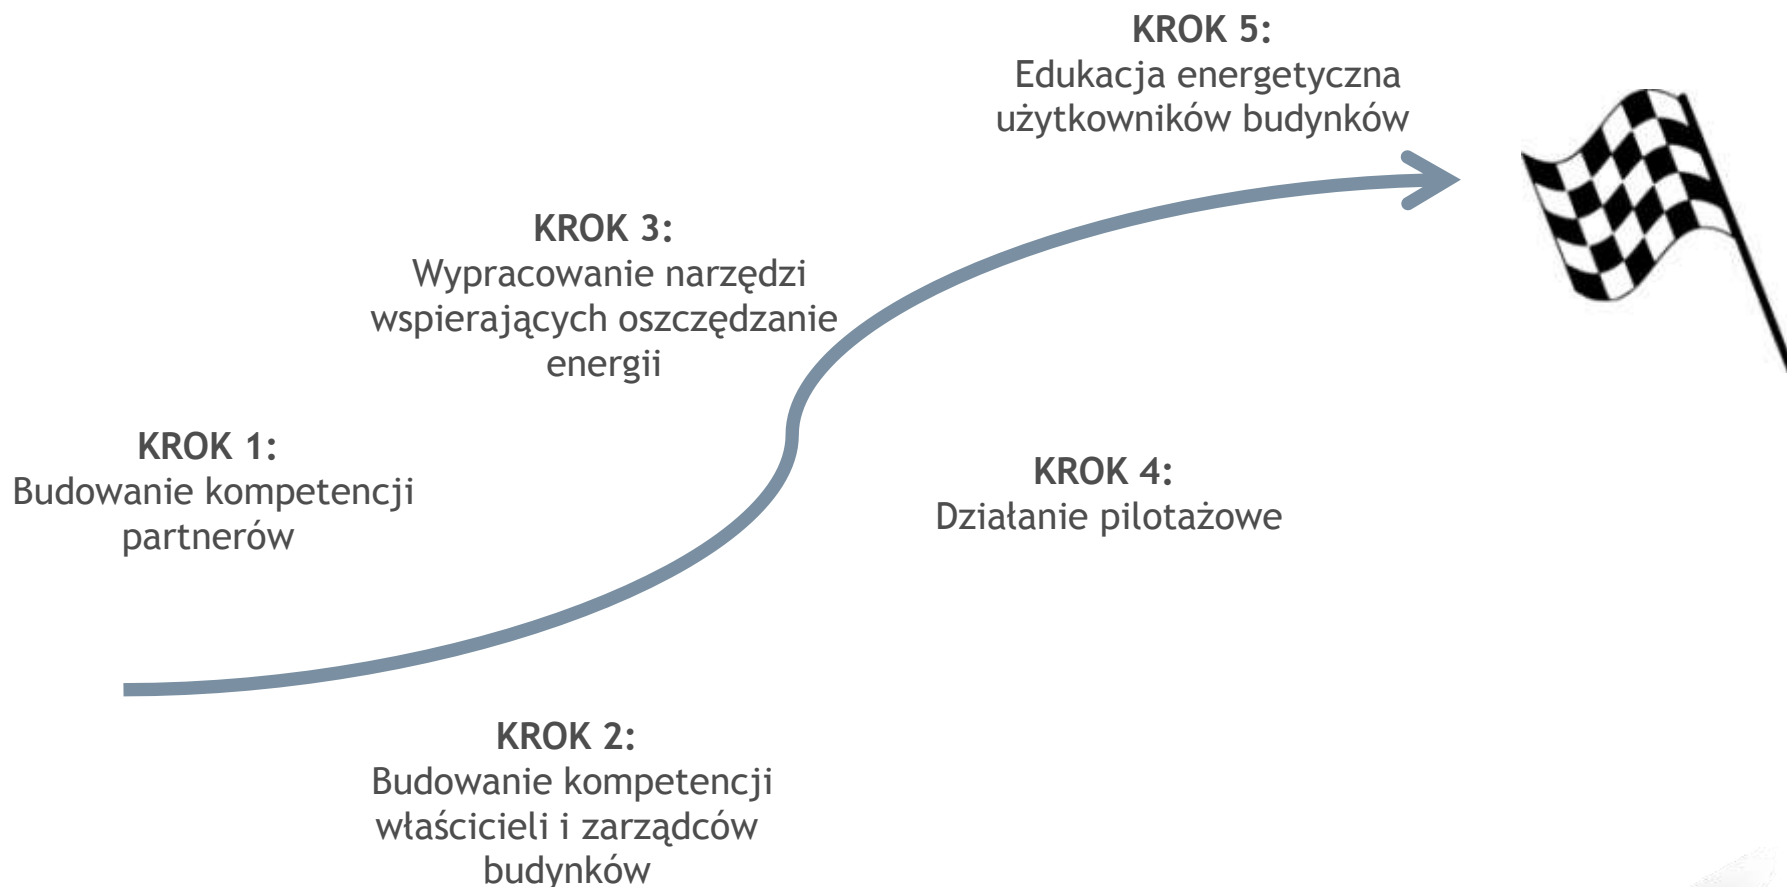 KROK 1:
Budowanie kompetencji
partnerów
KROK 2:
Budowanie kompetencji
właścicieli i zarządców
budynków
KROK 3:
Wypracowanie narzędzi
wspierających oszczędzanie
energii
KROK 4:
Działanie pilotażowe
KROK 5:
Edukacja energetyczna
użytkowników budynków